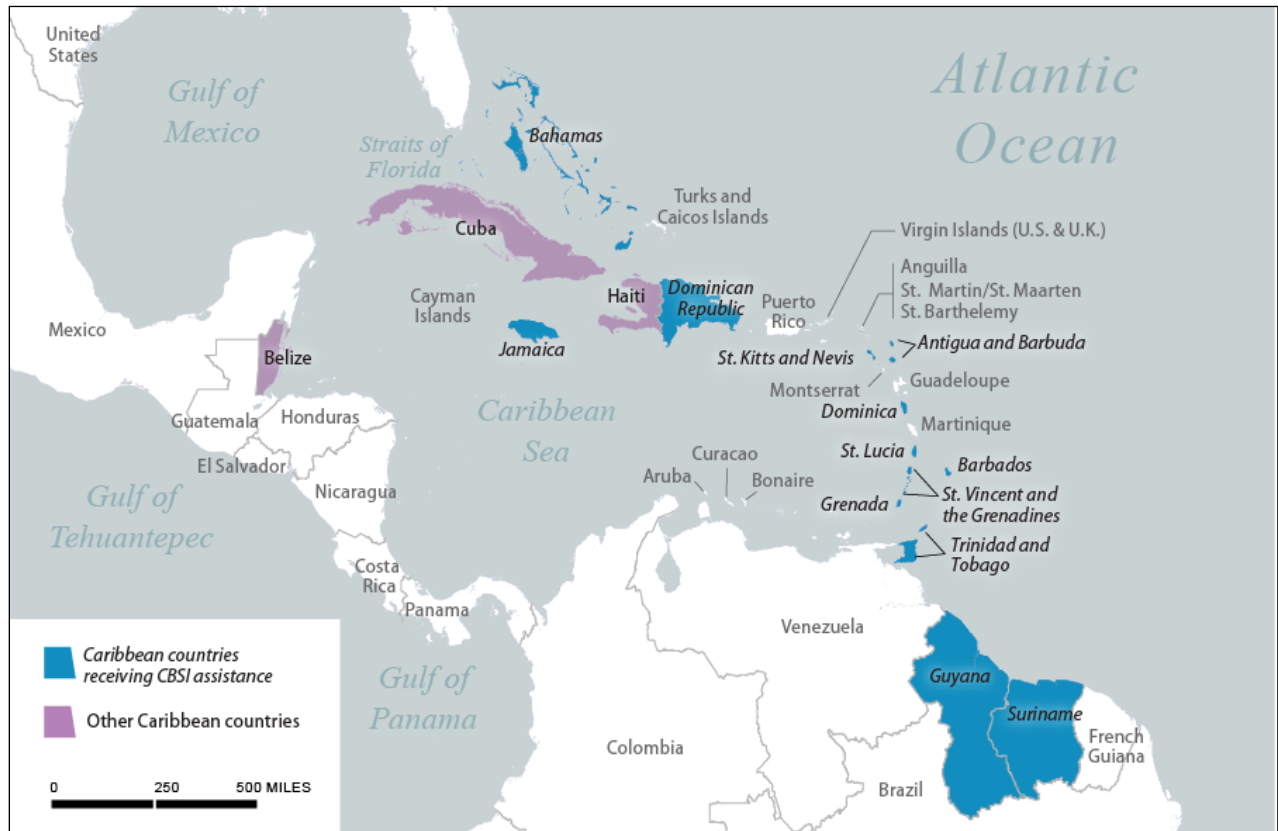 United
States
Gulf of
Mexico
Atlantic
Ocean
Straits of
Florida
Bahamas
Turks and
Caicos Islands
Cuba
Virgin Islands (U.S. & U.K.)
Anguilla
St. Martin/St. Maarten
St. Barthelemy
Cayman
Islands
Haiti
Dominican
Republic
Puerto
Rico
Mexico
Belize
Jamaica
St. Kitts and Nevis
Antigua and Barbuda
Montserrat
Guadeloupe
Guatemala
Honduras
Caribbean
Sea
Dominica
Martinique
El Salvador
St. Lucia
Barbados
Nicaragua
Aruba
Curacao
Bonaire
Grenada
St. Vincent and
the Grenadines
Gulf of
Tehuantepec
Trinidad and
Tobago
Costa
Rica
Panama
Venezuela
Caribbean countries
receiving CBSI assistance
Other Caribbean countries
Gulf of
Panama
Guyana
Suriname
French
Guiana
Colombia
Brazil
0 250 500 MILES